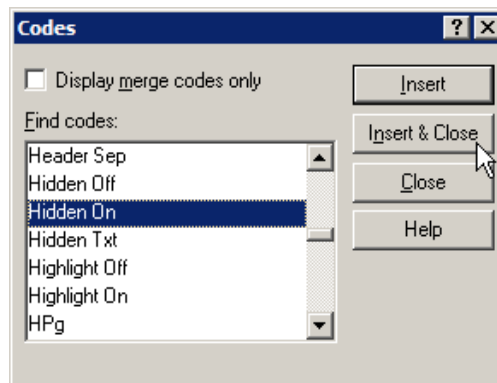 Codes
Display merge codes only
Find codes:
Header Sep
Hidden Off
Hidden On
Hidden Txt
Highlight Off
Highlight On
HPg
Insert
Insert & Close
Close
Help